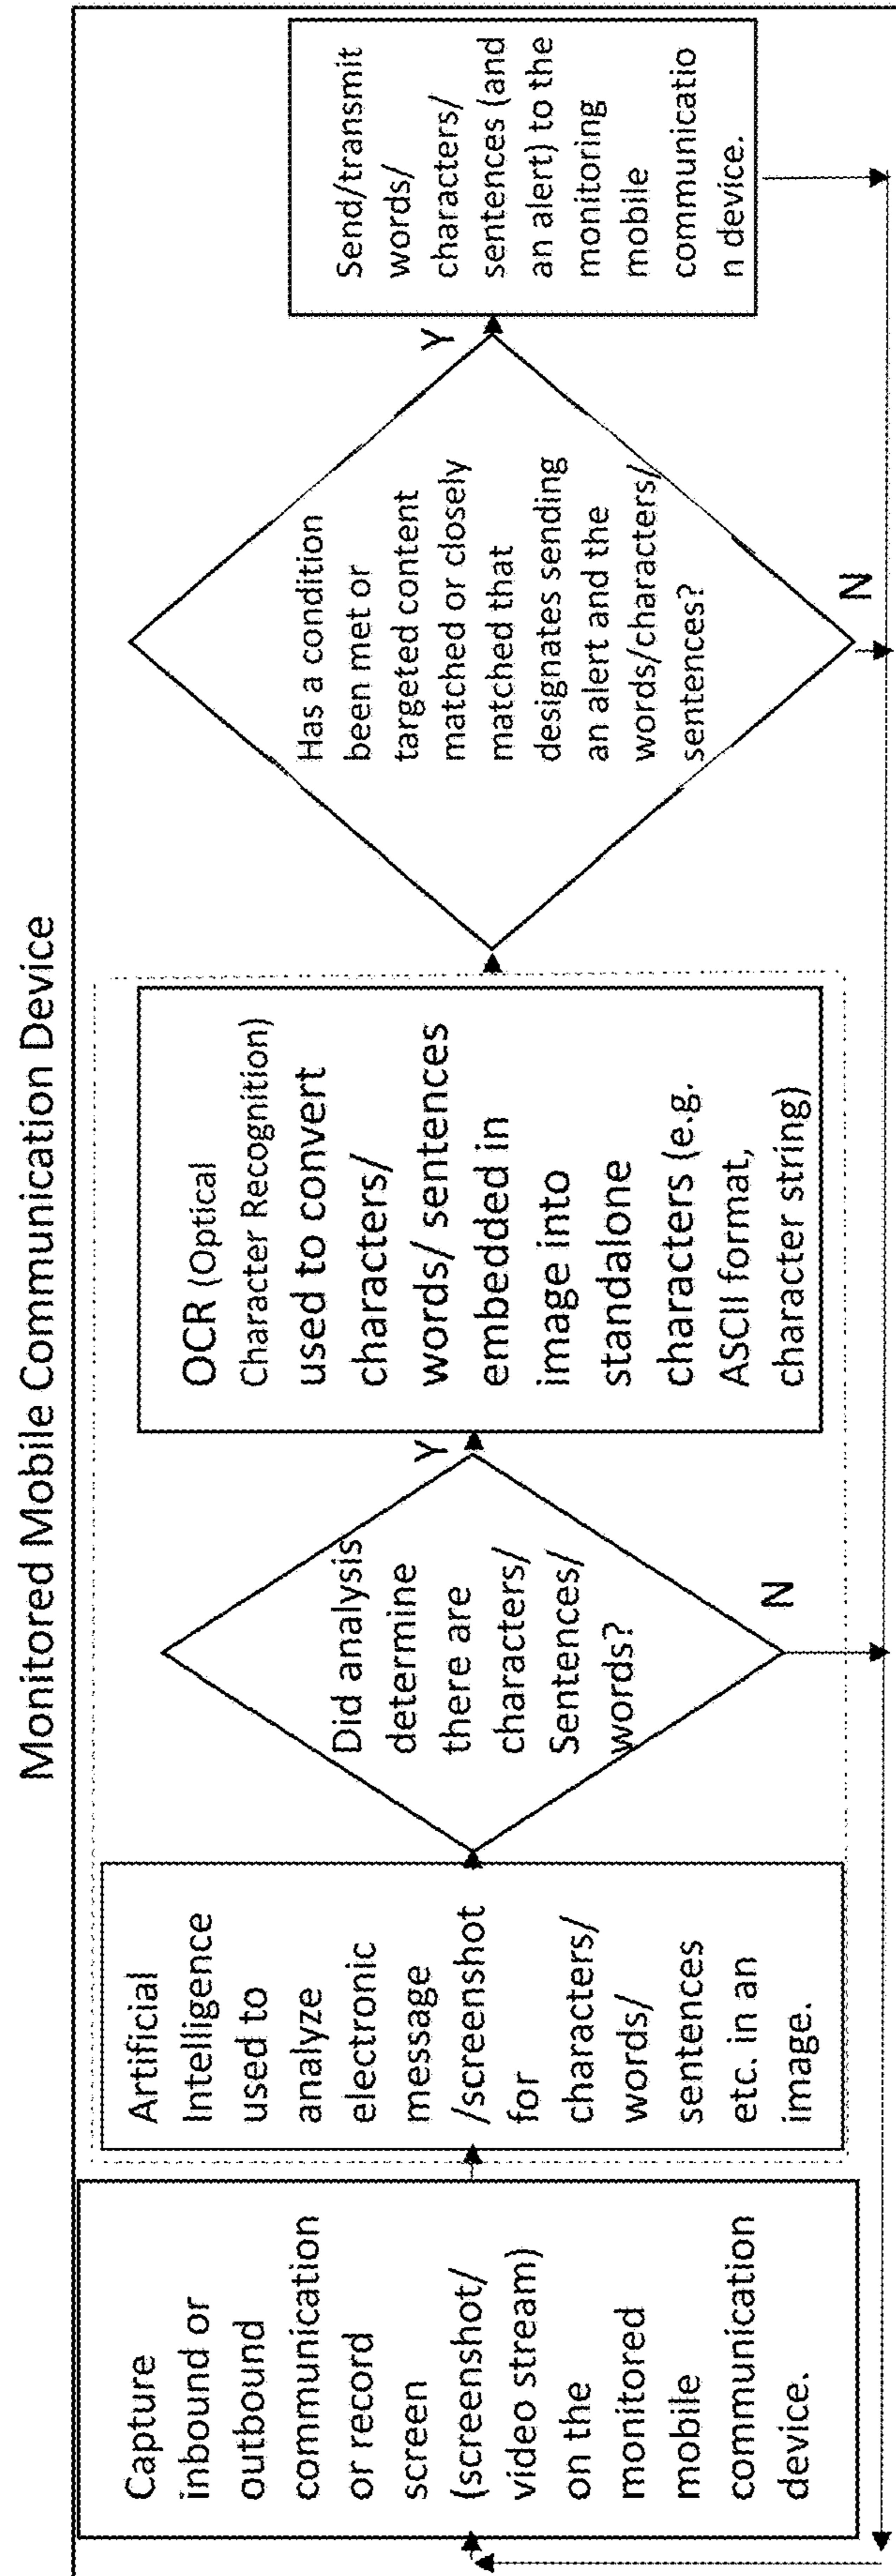 Monitored Mobile Communication Device
Capture
inbound or
outbound
communication
or record
screen
(screenshot/
video stream)
on the
monitored
mobile
communication
device.
Artificial
Intelligence
used to
analyze
electronic
message
/screenshot
for
characters/
words/
sentences
etc. in an
image.
Did analysis
determine
there are
characters/
Sentences/
words?
Y
N
OCR (Optical
Character Recognition)
used to convert
characters/
words/ sentences
embedded in
image into
standalone
characters (e.g.
ASCII format,
character string)
Has a condition
been met or
targeted content
matched or closely
matched that
designates sending
an alert and the
words/characters/
sentences?
Y
N
Send/transmit
words/
characters/
sentences (and
an alert) to the
monitoring
mobile
communicatio
n device.